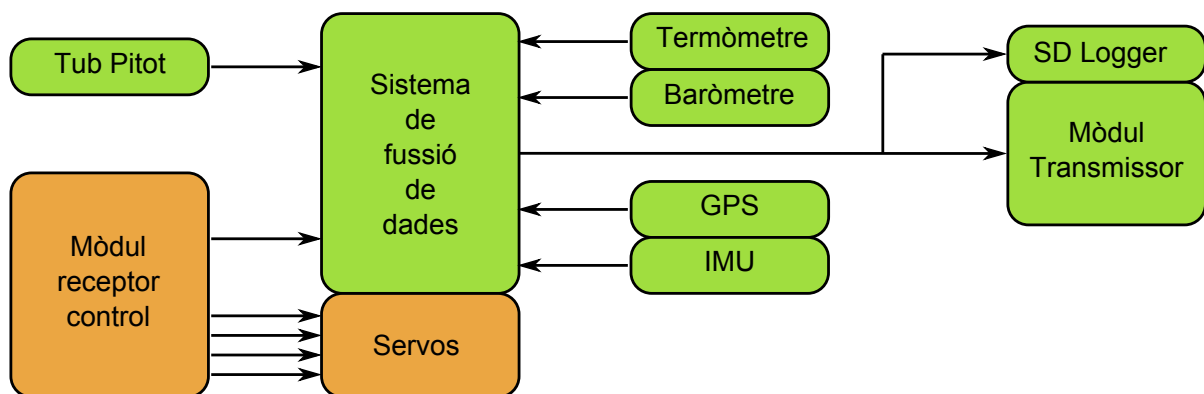 Tub Pitot
Sistema
de
fussió
de
dades
Termòmetre
Baròmetre
SD Logger
Mòdul
Transmissor
GPS
IMU
Mòdul
receptor
control
Servos